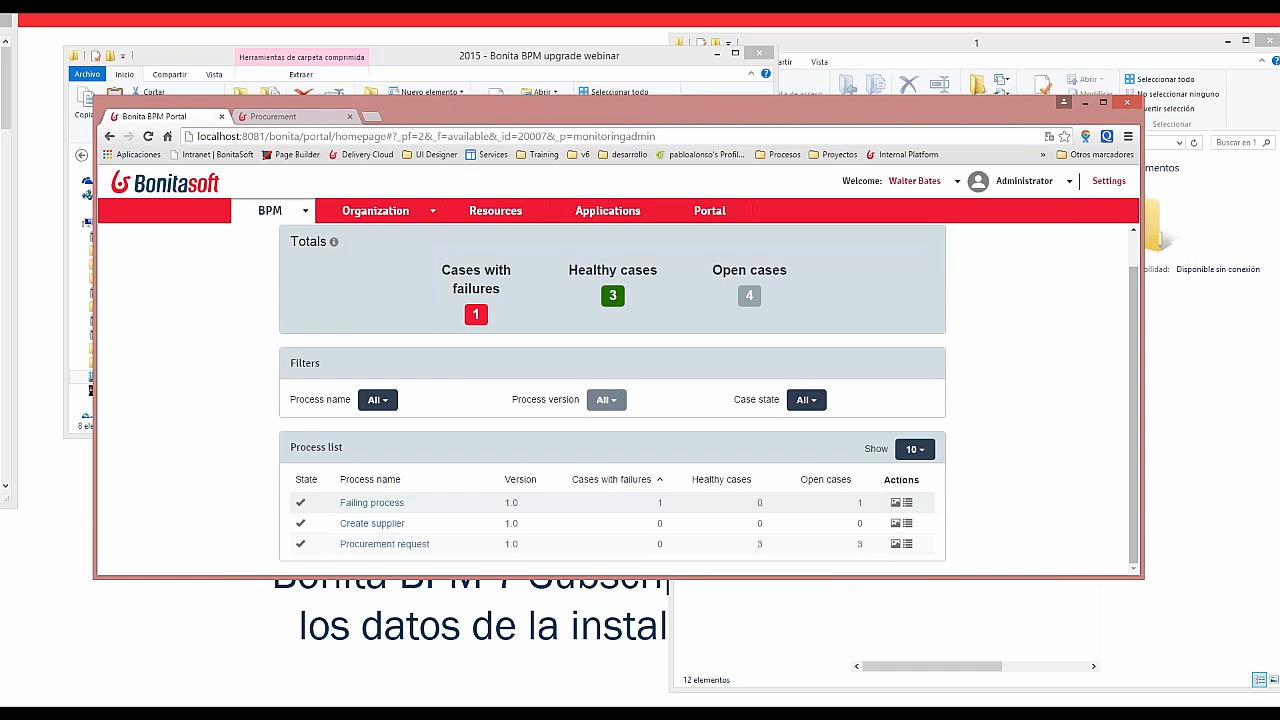 1
Herramientas de carpeta comprimida
2015 - Bonita BPM upgrade webinar
Archivo
Inicio
Compartir
Vista
Extraer
Vista
Cortar
Nuevo elemento
Abrir
Seleccionar todo
Abrir
Seleccionar todo
No seleccionar ninguno
Seleccionar
Bonita BPM Portal
Procurement
localhost:8081/bonita/portal/homepage#?_pf=2&_f=available&_id=20007&_p=monitoringadmin
Buscar en 1
Aplicaciones
Intranet | BonitaSoft
Page Builder
Delivery Cloud
UI Designer
Services
Training
v6
desarrollo
pabloalonso's Profil...
Procesos
Proyectos
Internal Platform
»
Otros marcadores
Bonitasoft
Welcome: Walter Bates
Administrator
Settings
BPM
Organization
Resources
Applications
Portal
Totals
Cases with failures
1
Healthy cases
3
Open cases
4
Disponible sin conexión
Filters
Process name All
Process version All
Case state All
Process list
Show 10
State Process name Version Cases with failures Healthy cases Open cases Actions
Failing process 1.0 1 0 1
Create supplier 1.0 0 0 0
Procurement request 1.0 0 3 3
los datos de la instal
12 elementos